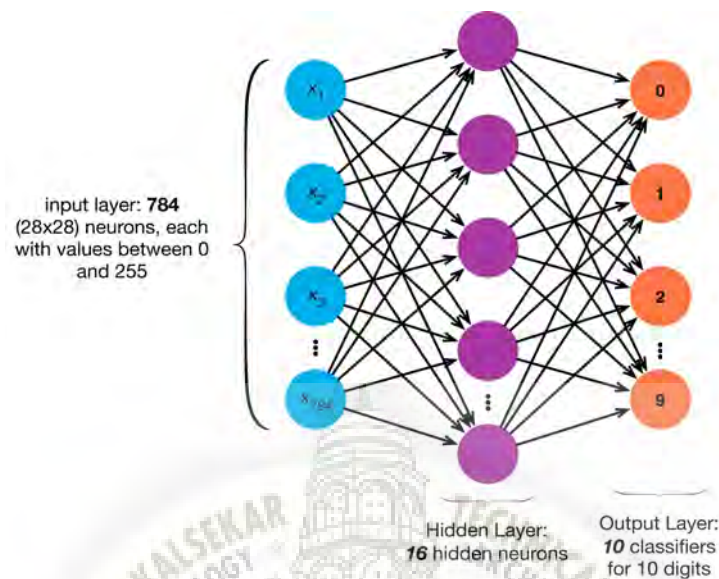 x1
x2
x3
x784
input layer: 784
(28x28) neurons, each
with values between 0
and 255
0
1
2
9
Hidden Layer:
16 hidden neurons
Output Layer:
10 classifiers
for 10 digits
KALSEKAR